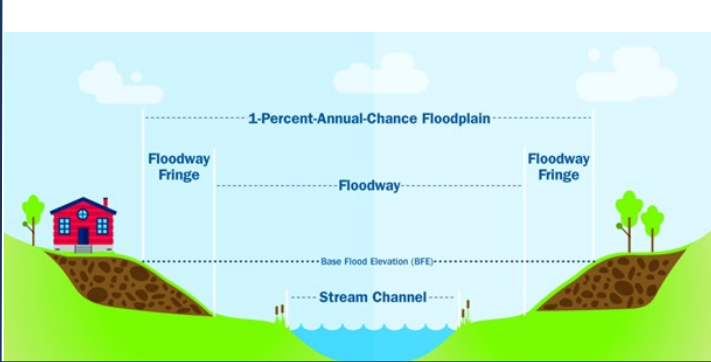 1-Percent-Annual-Chance Floodplain
Floodway
Fringe
Floodway
Floodway
Fringe
Base Flood Elevation (BFE)
Stream Channel